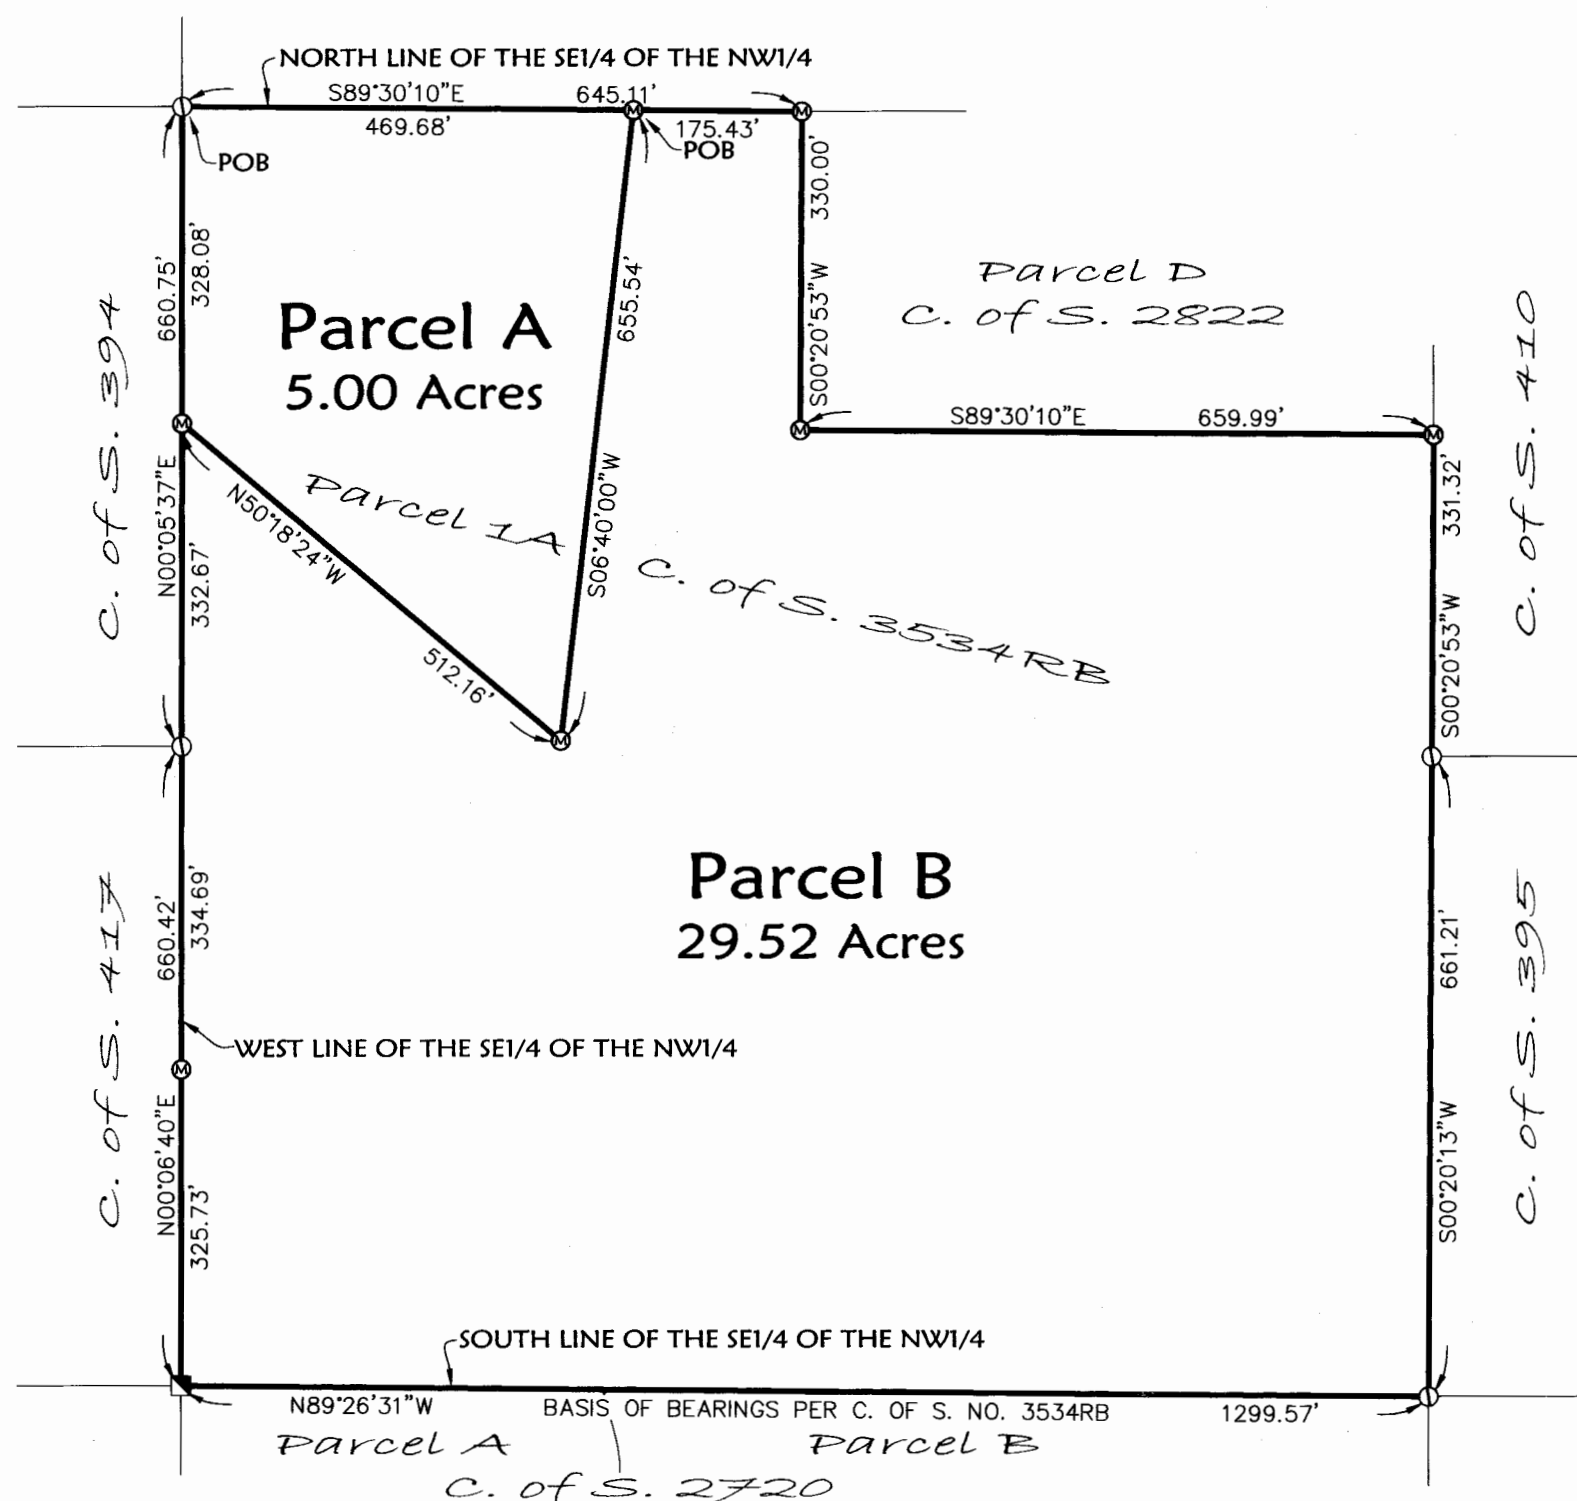 NORTH LINE OF THE SE1/4 OF THE NW1/4
S89°30'10"E 645.11'
469.68' 175.43'
POB
POB
330.00'
S00°20'53"W
660.75'
328.08'
655.54'
S06°40'00"W
Parcel D
C. of S. 2822
C. of S. 394
C. of S. 410
Parcel A
5.00 Acres
S89°30'10"E 659.99'
N00°05'37"E
332.67'
N50°18'24"W
512.16'
Parcel 1A C. of S. 3534RB
331.32'
S00°20'53"W
Parcel B
29.52 Acres
C. of S. 417
660.42'
334.69'
661.21'
C. of S. 395
WEST LINE OF THE SE1/4 OF THE NW1/4
N00°06'40"E
325.73'
S00°20'13"W
SOUTH LINE OF THE SE1/4 OF THE NW1/4
N89°26'31"W BASIS OF BEARINGS PER C. OF S. NO. 3534RB 1299.57'
Parcel A Parcel B
C. of S. 2720
M
M
M
M
M
M
M